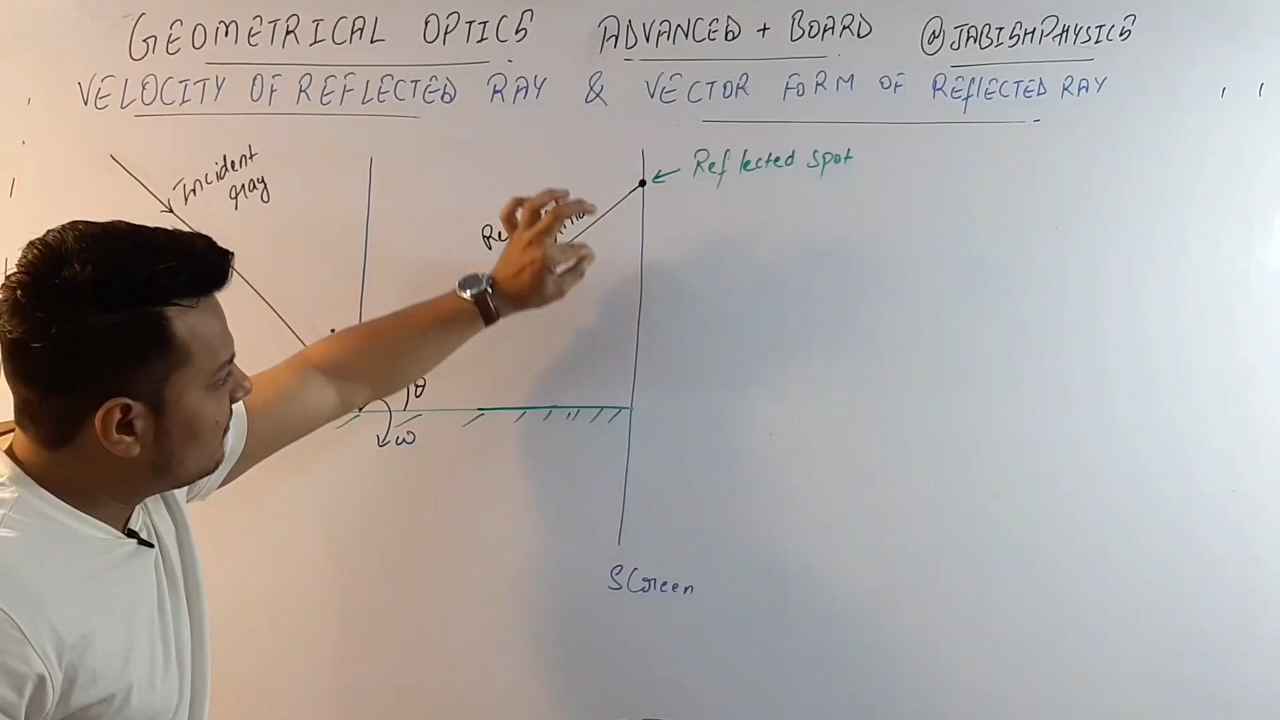 GEOMETRICAL OPTICS ADVANCED + BOARD @JABISHPHYSICS
VELOCITY OF REFLECTED RAY & VECTOR FORM OF REFLECTED RAY
Incident
ray
Reflected Spot
θ
ω
Screen